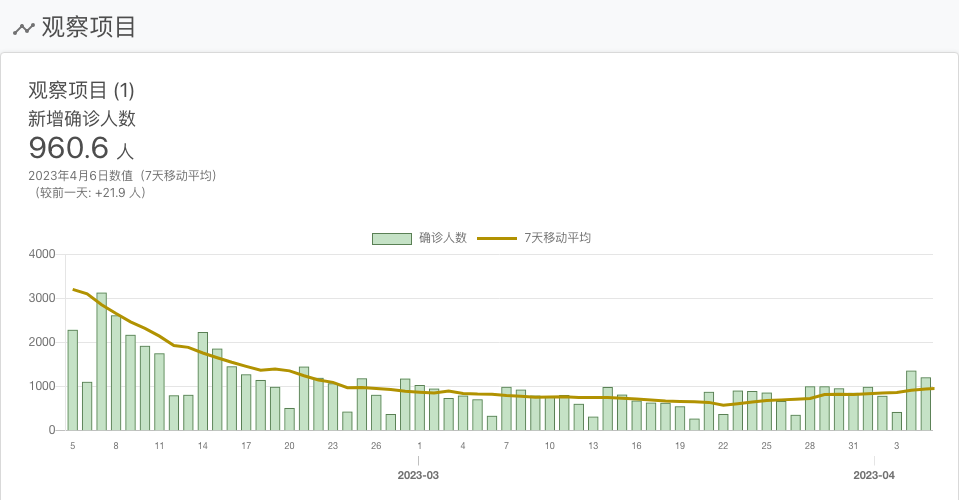 观察项目
观察项目 (1)
新增确诊人数
960.6 人
2023年4月6日数值（7天移动平均）
（较前一天: +21.9 人）
确诊人数 7天移动平均
4000
3000
2000
1000
0
5 8 11 14 17 20 23 26 1 4 7 10 13 16 19 22 25 28 31 3
2023-03 2023-04